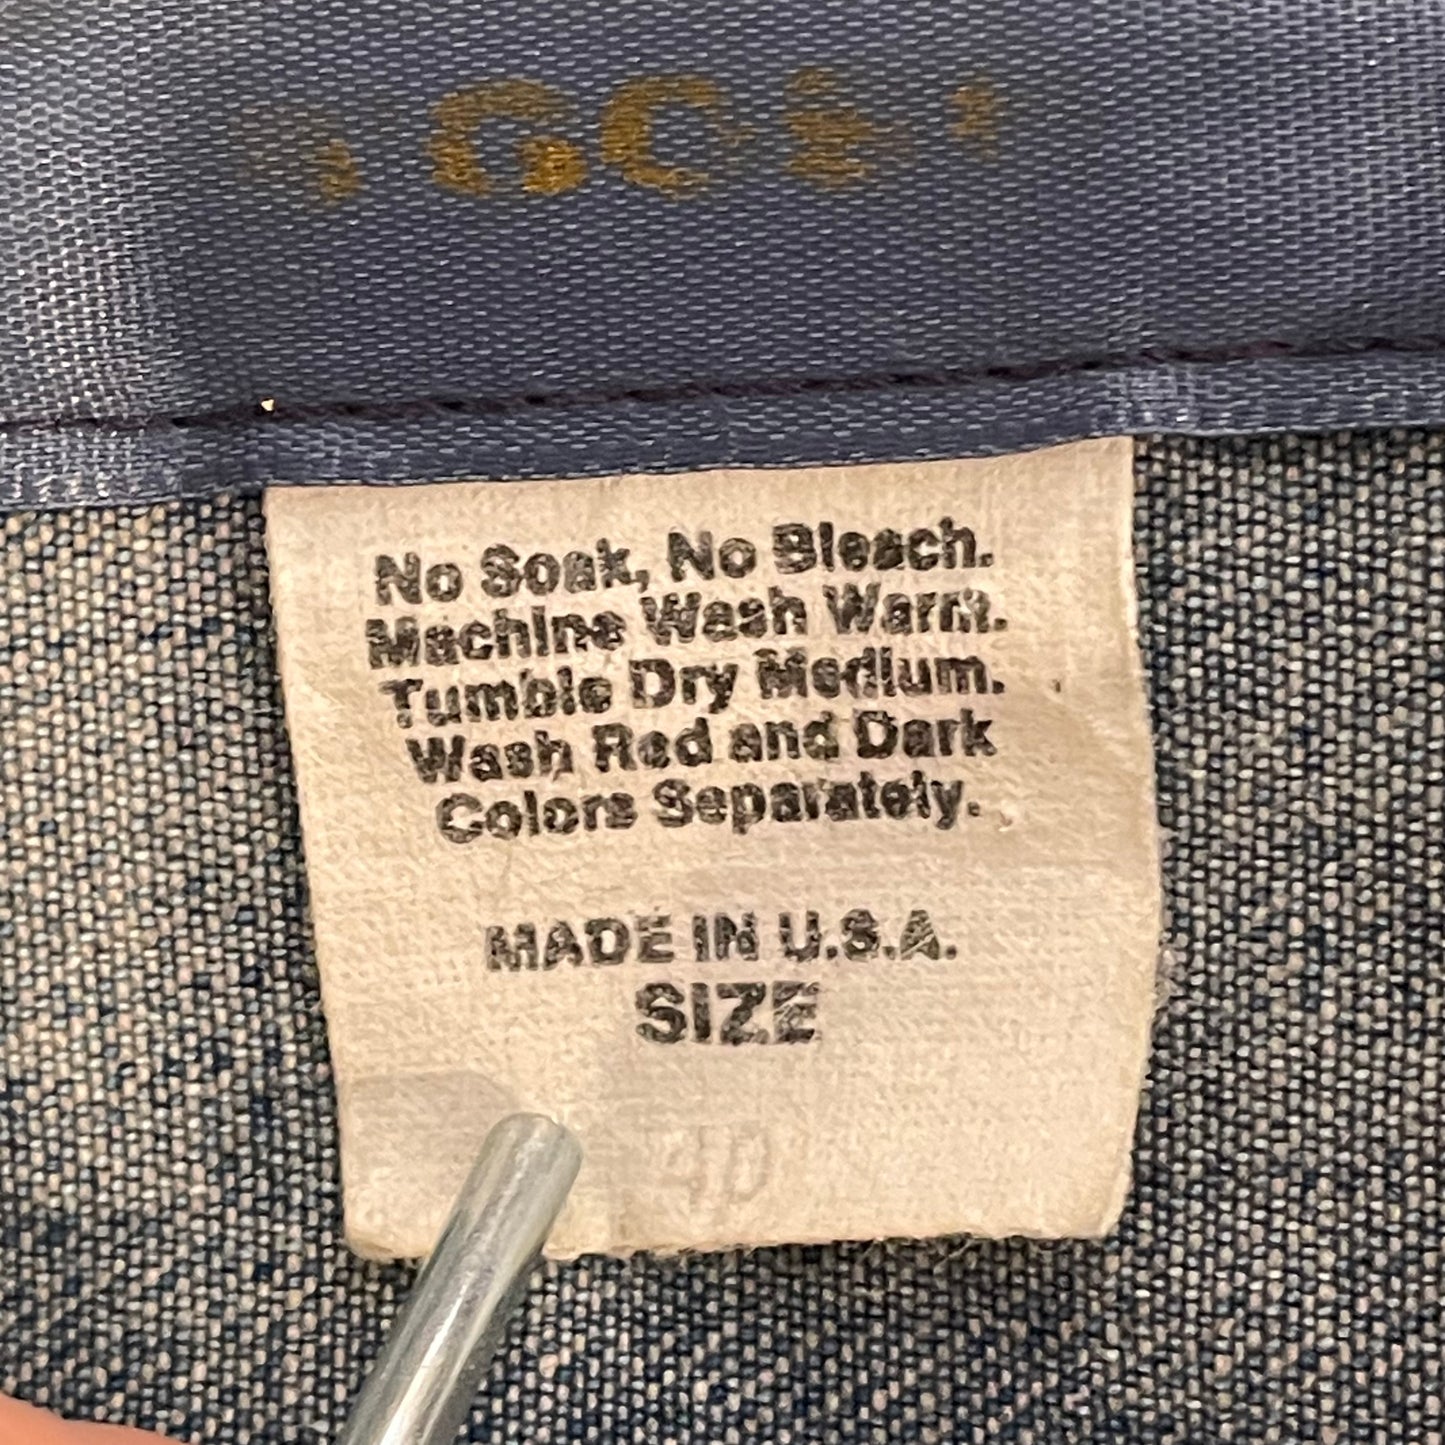 No Soak, No Bleach.
Machine Wash Warm.
Tumble Dry Medium.
Wash Red and Dark
Colors Separately.
MADE IN U.S.A.
SIZE
40